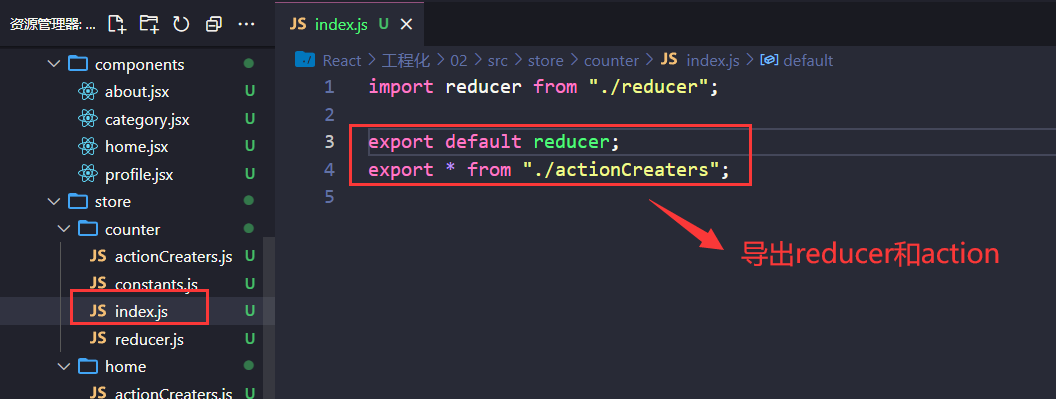 资源管理器: ...
components
about.jsx U
category.jsx U
home.jsx U
profile.jsx U
store
counter
JS actionCreaters.js U
JS constants.js U
JS index.js U
JS reducer.js U
home
JS actionCreaters.js U
JS index.js U
React > 工程化 > 02 > src > store > counter > JS index.js > default
1 import reducer from "./reducer";
2
3 export default reducer;
4 export * from "./actionCreaters";
5
导出reducer和action